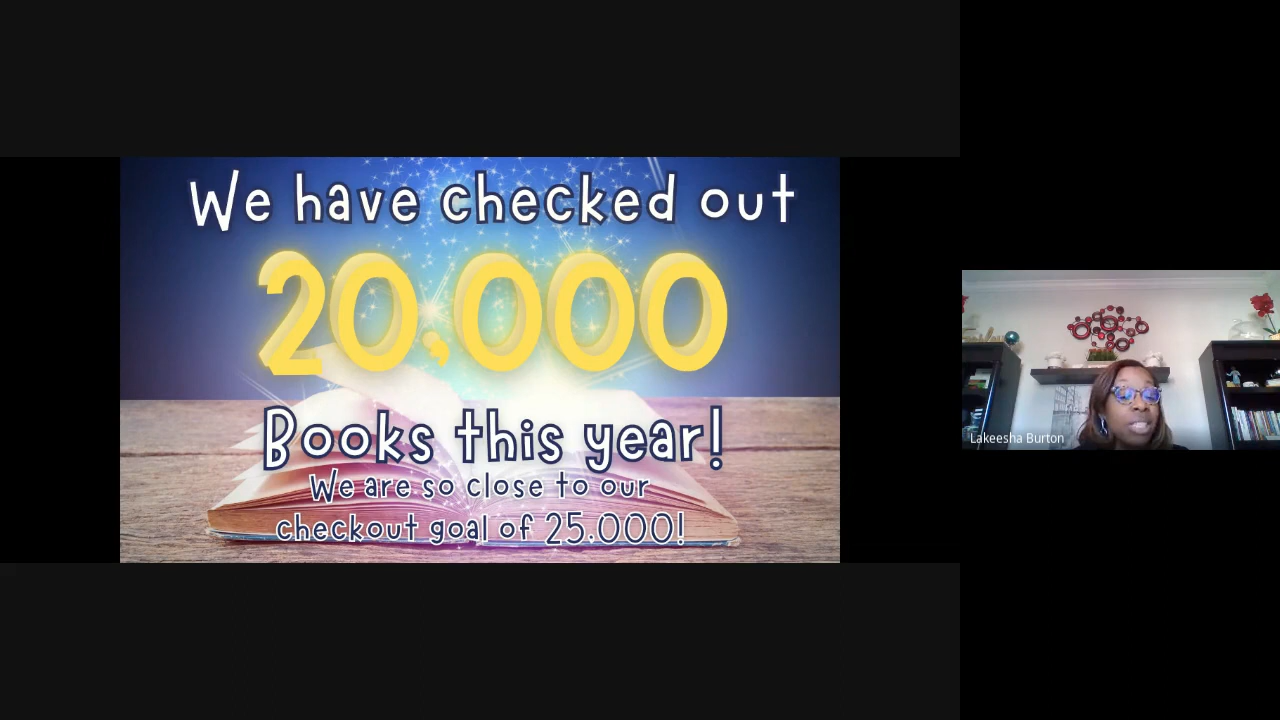 We have checked out
20,000
Books this year!
We are so close to our
checkout goal of 25.000!
Lakeesha Burton